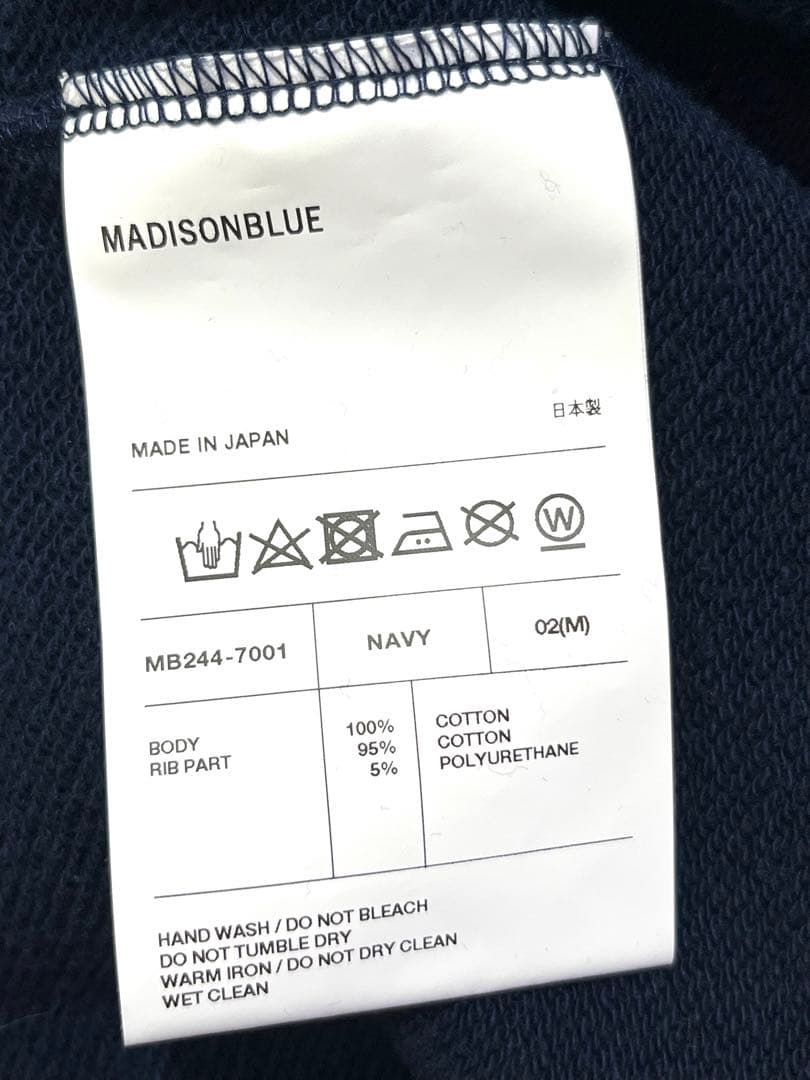 MADISONBLUE
MADE IN JAPAN 日本製
W
MB244-7001 NAVY 02(M)
BODY 100% COTTON
RIB PART 95% COTTON
5% POLYURETHANE
HAND WASH / DO NOT BLEACH
DO NOT TUMBLE DRY
WARM IRON / DO NOT DRY CLEAN
WET CLEAN